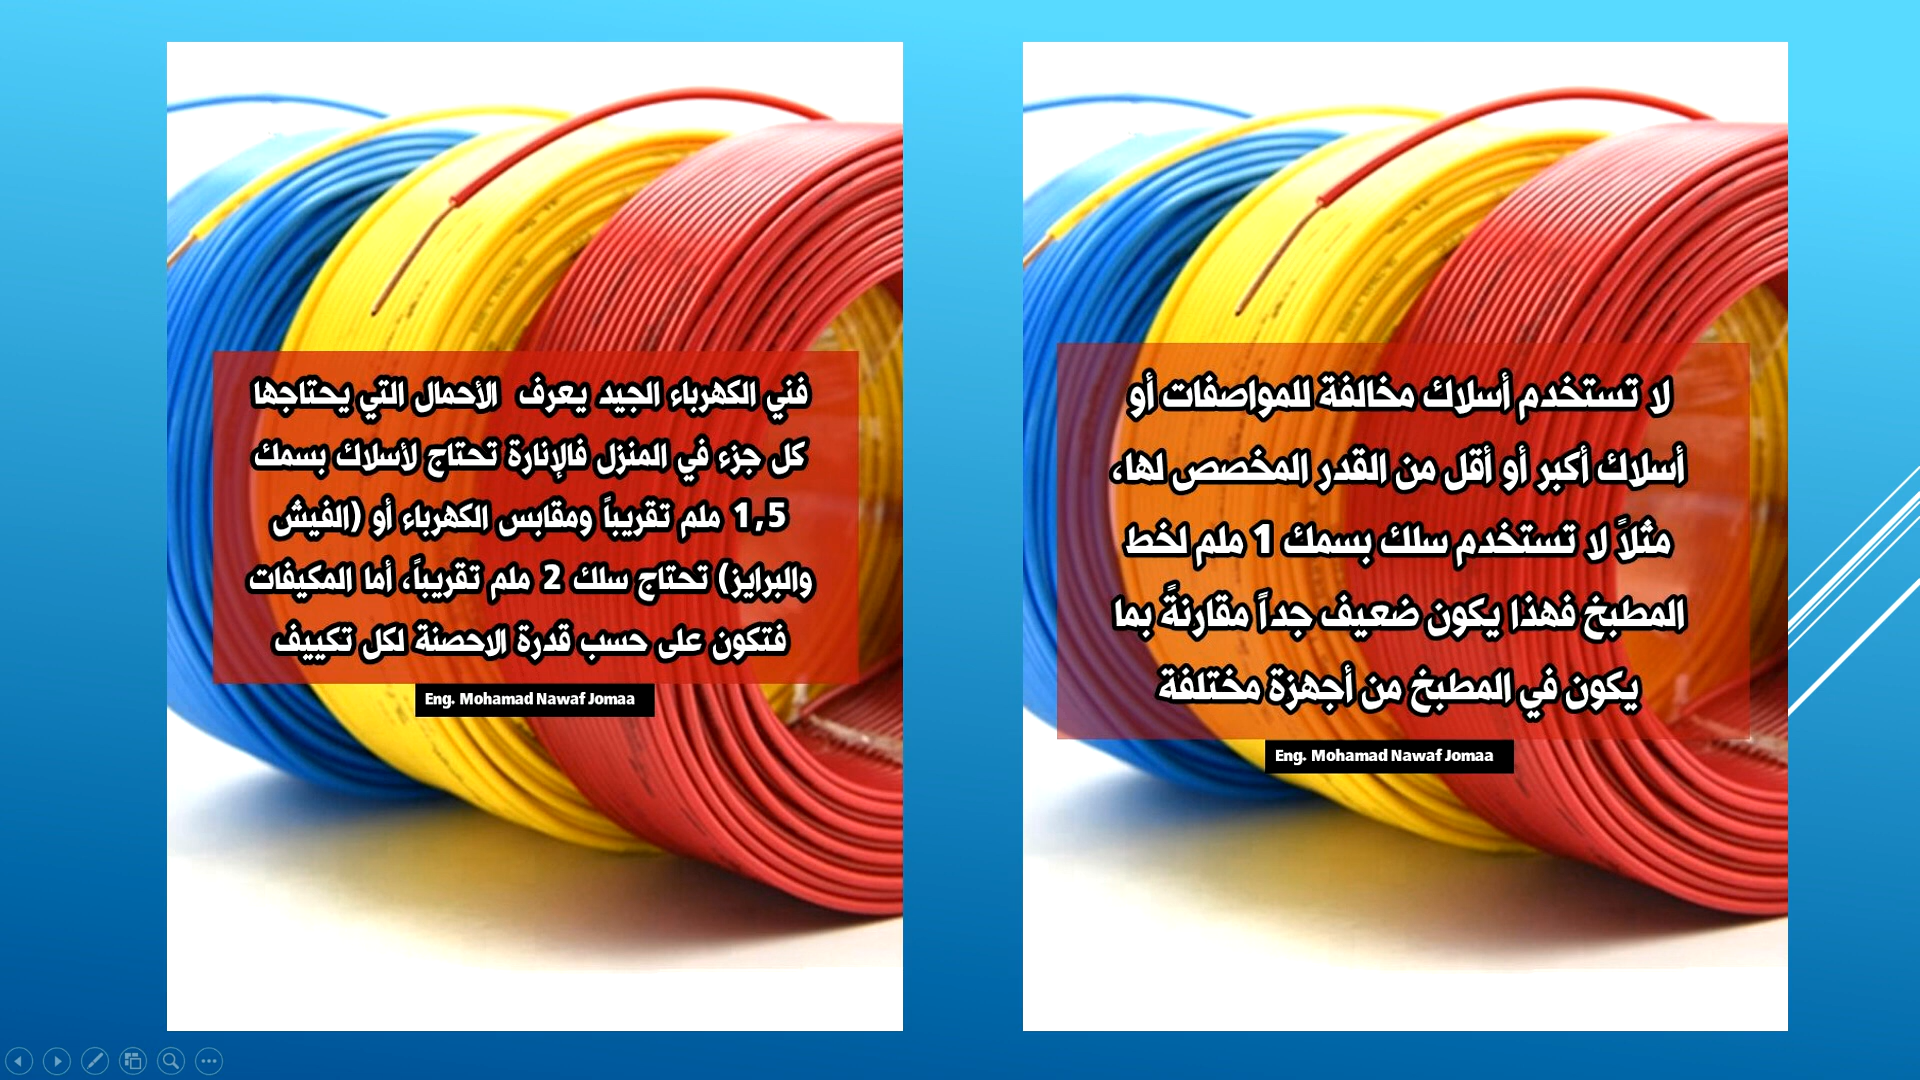 لا تستخدم أسلاك مخالفة للمواصفات أو
أسلاك أكبر أو أقل من القدر المخصص لها،
مثلاً لا تستخدم سلك بسمك 1 ملم لخط
المطبخ فهذا يكون ضعيف جداً مقارنةً بما
يكون في المطبخ من أجهزة مختلفة
Eng. Mohamad Nawaf Jomaa
فني الكهرباء الجيد يعرف الأحمال التي يحتاجها
كل جزء في المنزل فالإنارة تحتاج لأسلاك بسمك
1,5 ملم تقريباً ومقابس الكهرباء أو (الفيش
والبرايز) تحتاج سلك 2 ملم تقريباً، أما المكيفات
فتكون على حسب قدرة الاحصنة لكل تكييف
Eng. Mohamad Nawaf Jomaa